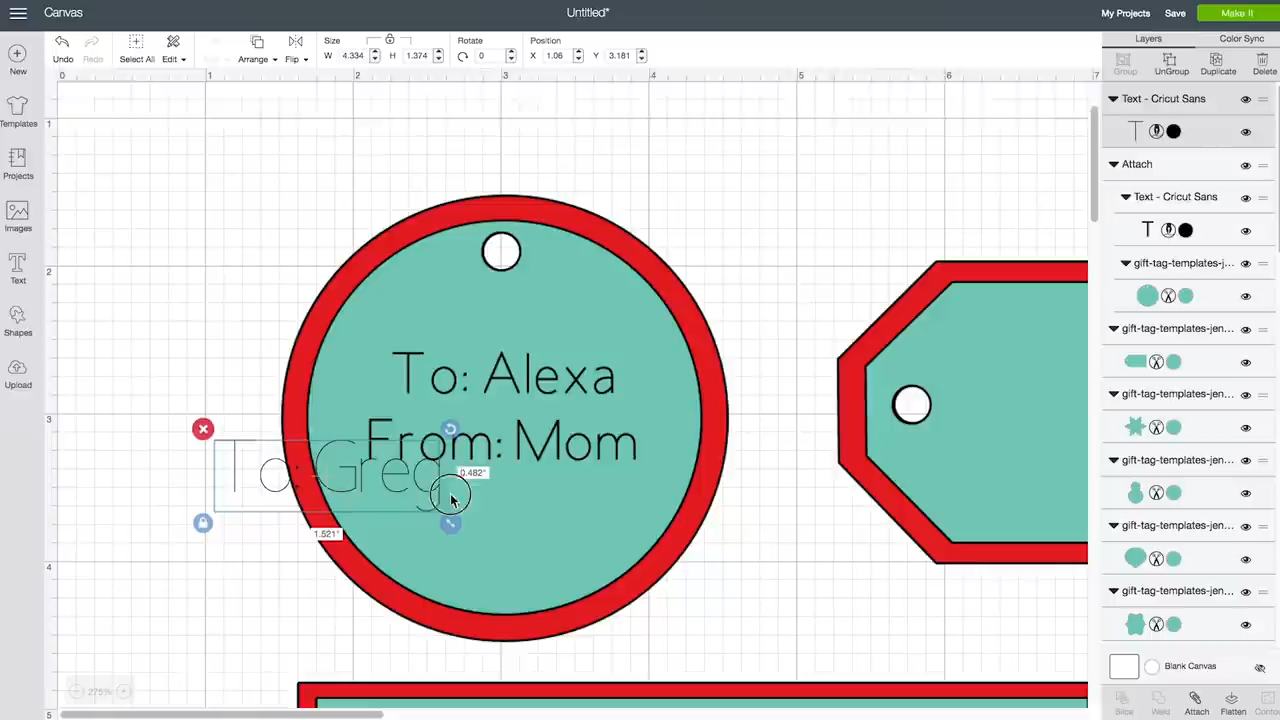 Canvas
Untitled*
My Projects Save Make It
Undo Redo Select All Edit Arrange Flip
Size
W 4.334 H 1.374
Rotate
0
Position
X 1.06 Y 3.181
Layers Color Sync
Group UnGroup Duplicate Delete
0 1 2 3 4 5 6 7
1
2
3
4
5
New
Templates
Projects
Images
Text
Shapes
Upload
To: Alexa
From: Mom
To: Greg
0.482"
1.521"
275%
Text - Cricut Sans
Attach
Text - Cricut Sans
gift-tag-templates-j...
gift-tag-templates-jen...
gift-tag-templates-jen...
gift-tag-templates-jen...
gift-tag-templates-jen...
gift-tag-templates-jen...
Blank Canvas
Slice Weld Attach Flatten Contou